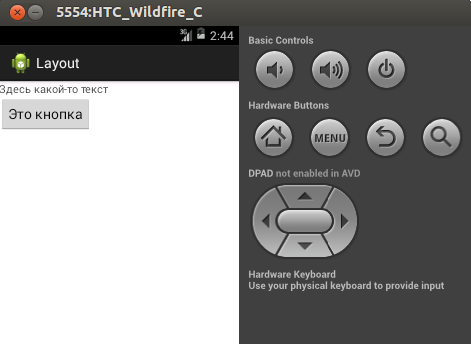 5554:HTC_Wildfire_C
3G 2:44
Layout
Здесь какой-то текст
Это кнопка
Basic Controls
Hardware Buttons
MENU
DPAD not enabled in AVD
Hardware Keyboard
Use your physical keyboard to provide input